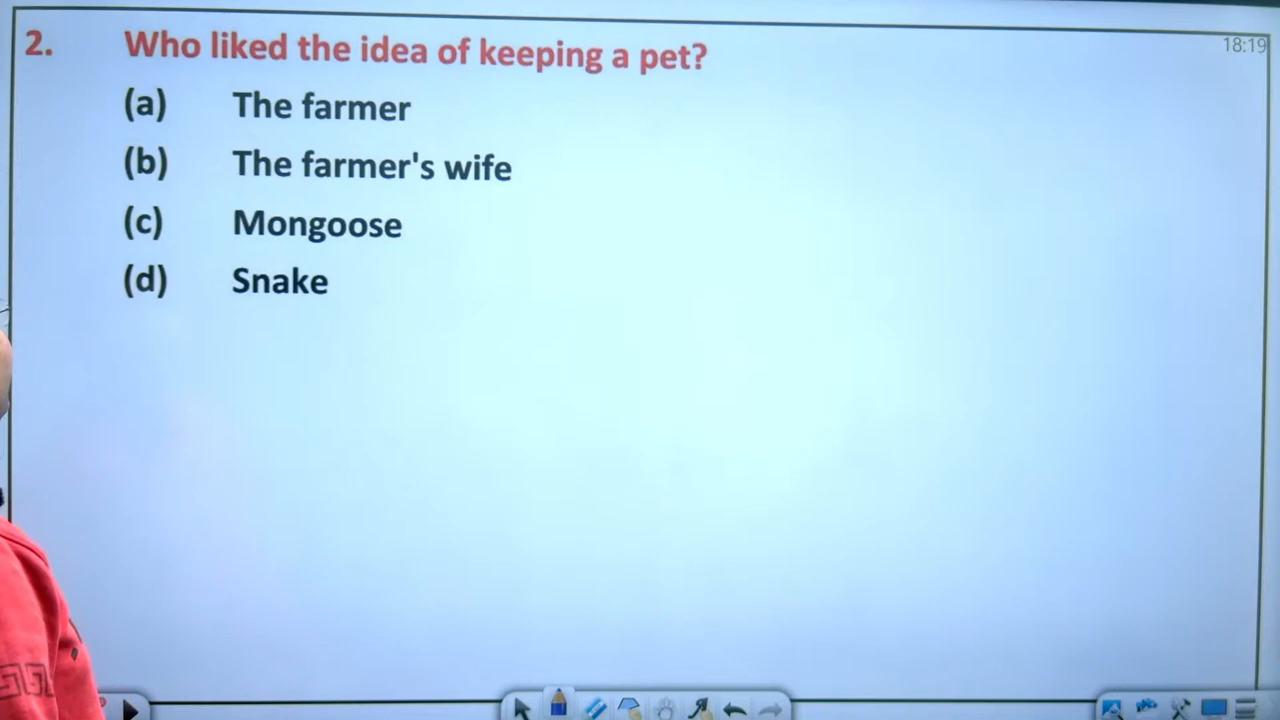 2. Who liked the idea of keeping a pet?
18:19
(a) The farmer
(b) The farmer's wife
(c) Mongoose
(d) Snake